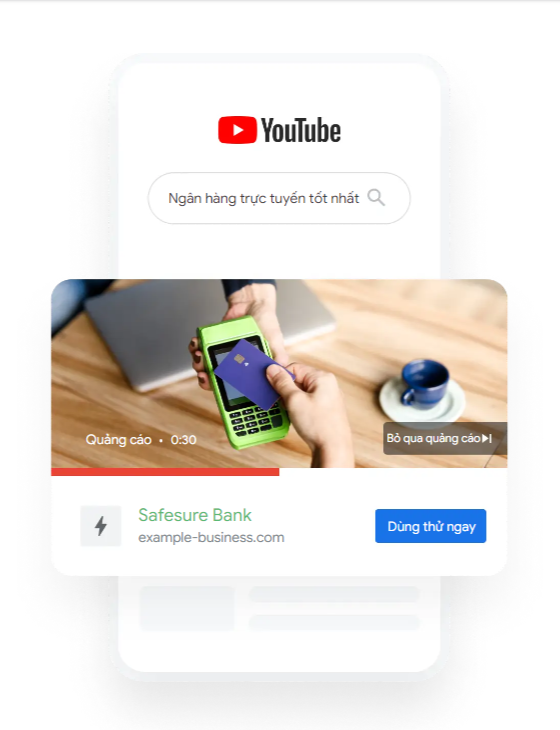 YouTube
Ngân hàng trực tuyến tốt nhất
Quảng cáo • 0:30
Bỏ qua quảng cáo
Safesure Bank
example-business.com
Dùng thử ngay